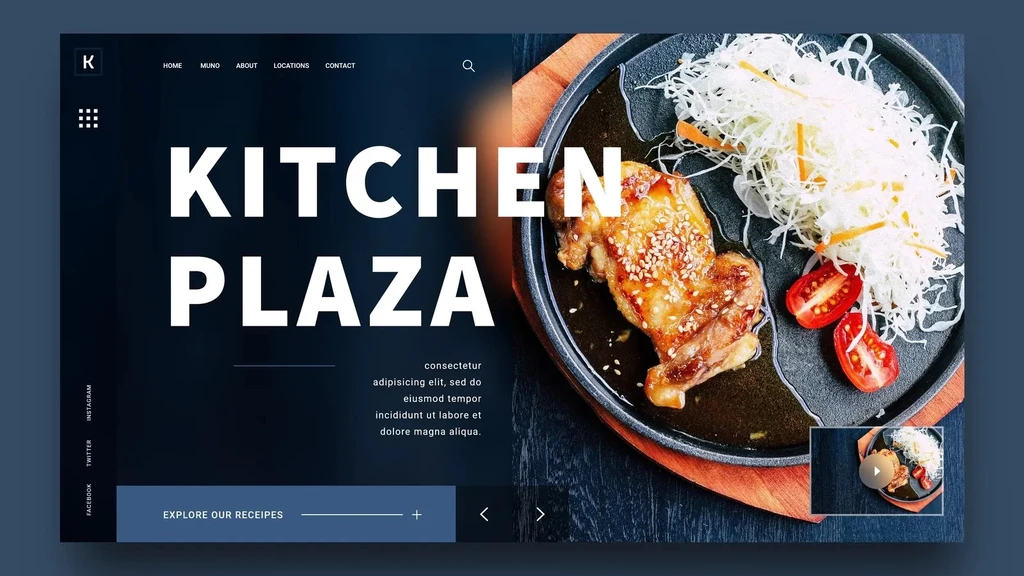 K
HOME MUNO ABOUT LOCATIONS CONTACT
KITCHEN
PLAZA
consectetur
adipisicing elit, sed do
eiusmod tempor
incididunt ut labore et
dolore magna aliqua.
INSTAGRAM
TWITTER
FACEBOOK
EXPLORE OUR RECEIPES